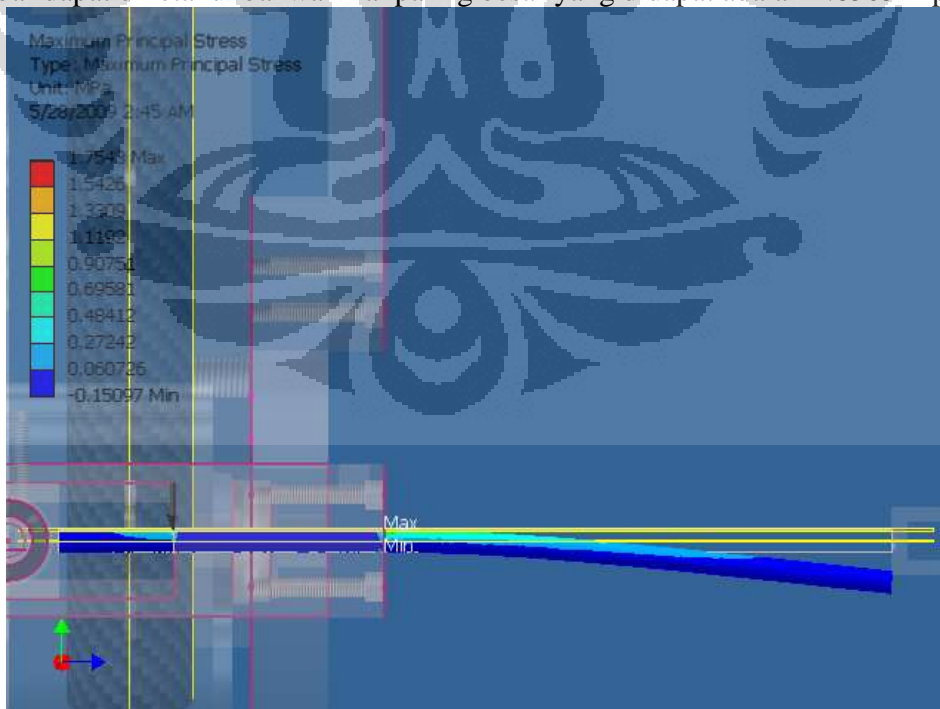 Maximum Principal Stress
Type: Maximum Principal Stress
Unit: MPa
5/28/2009 2:45 AM
1.7543 Max
1.5426
1.3309
1.1192
0.90751
0.69581
0.48412
0.27242
0.060726
-0.15097 Min
Max
Min